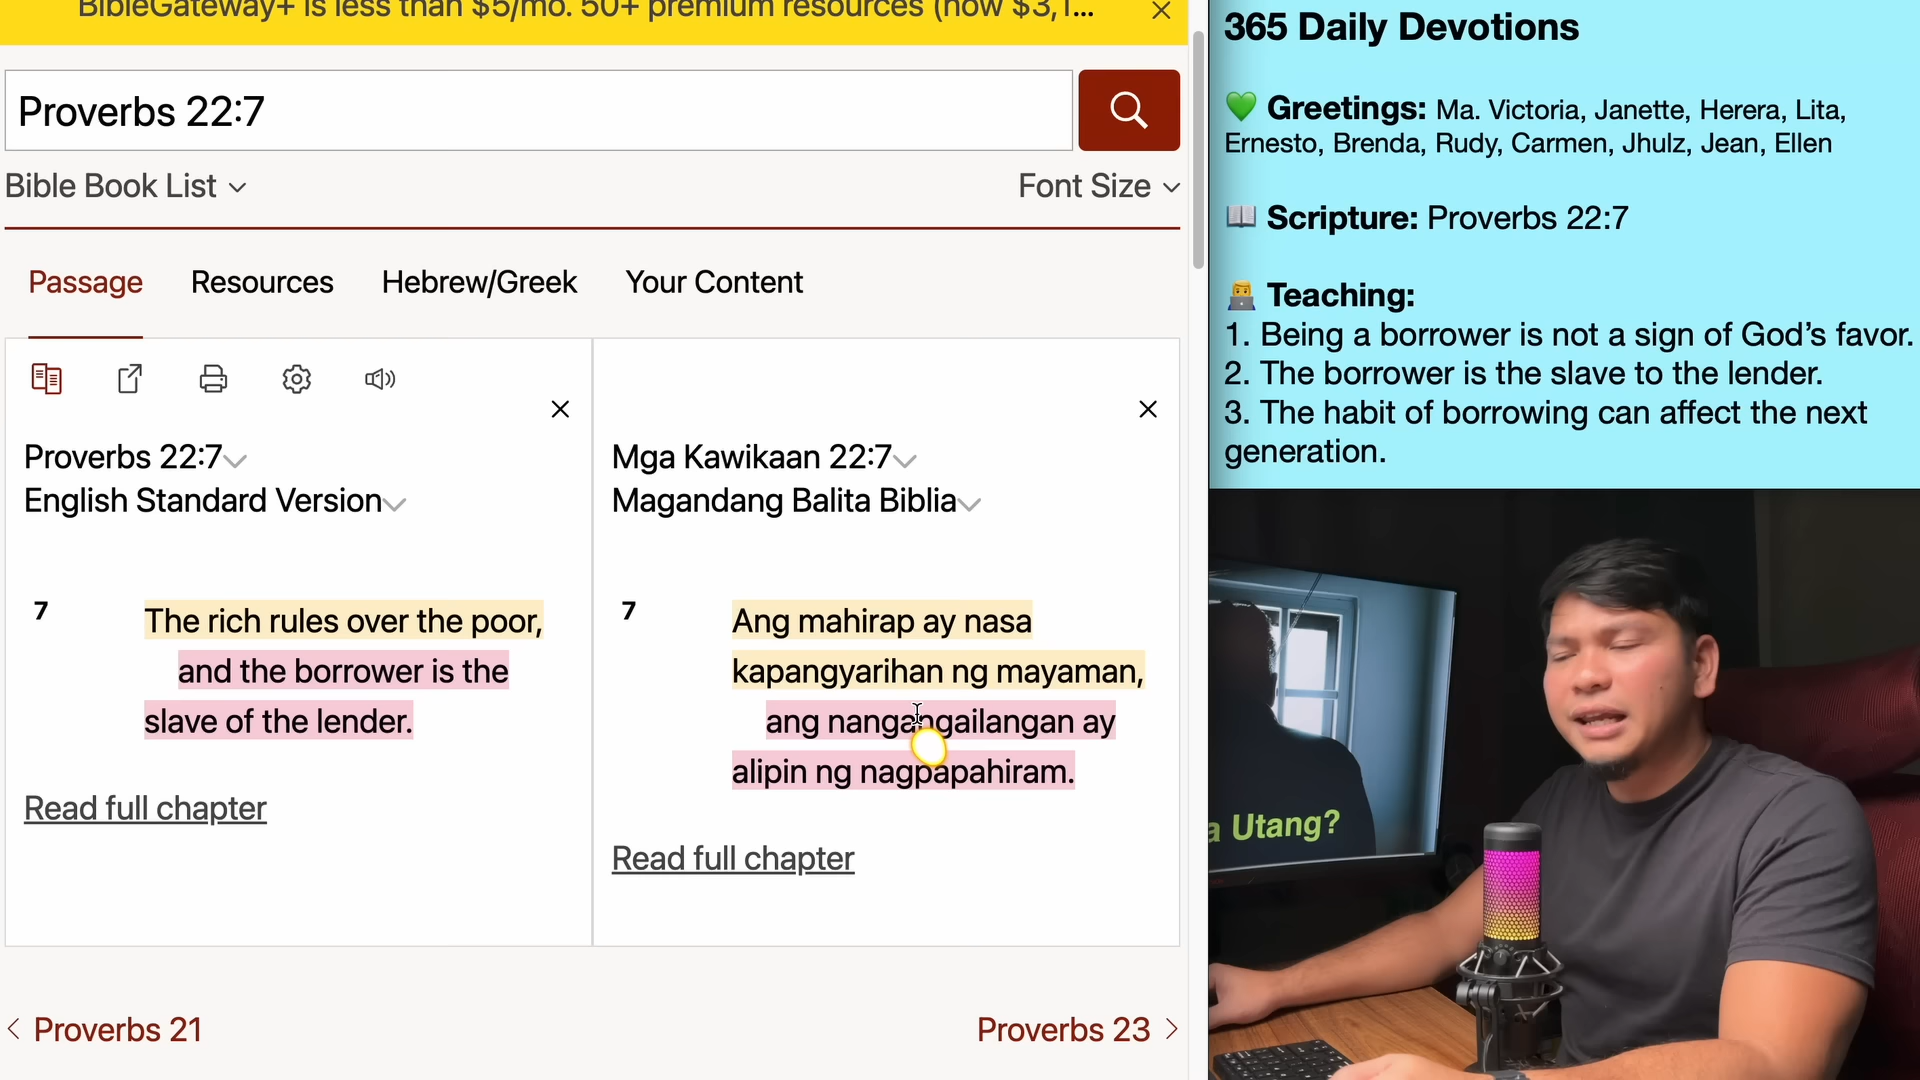 BibleGateway+ is less than $5/mo. 50+ premium resources (now $3,1...
Proverbs 22:7
Bible Book List
Font Size
Passage
Resources
Hebrew/Greek
Your Content
Proverbs 22:7
English Standard Version
7 The rich rules over the poor,
and the borrower is the
slave of the lender.
Read full chapter
Mga Kawikaan 22:7
Magandang Balita Biblia
7 Ang mahirap ay nasa
kapangyarihan ng mayaman,
ang nangangailangan ay
alipin ng nagpapahiram.
Read full chapter
Proverbs 21
Proverbs 23
365 Daily Devotions
💚 Greetings: Ma. Victoria, Janette, Herera, Lita,
Ernesto, Brenda, Rudy, Carmen, Jhulz, Jean, Ellen
📖 Scripture: Proverbs 22:7
👨‍💻 Teaching:
1. Being a borrower is not a sign of God’s favor.
2. The borrower is the slave to the lender.
3. The habit of borrowing can affect the next
generation.
a Utang?